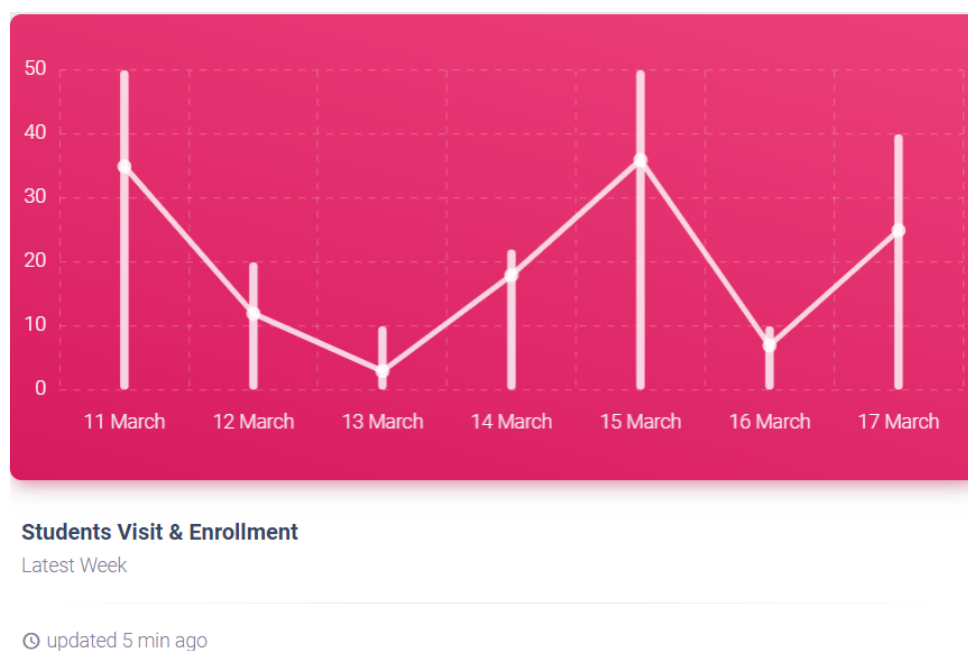 50
40
30
20
10
0
11 March 12 March 13 March 14 March 15 March 16 March 17 March
Students Visit & Enrollment
Latest Week
updated 5 min ago